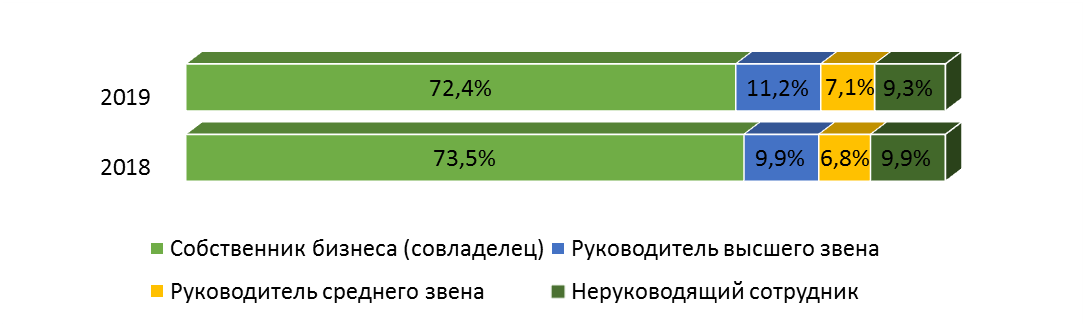 2019 72,4% 11,2% 7,1% 9,3%
2018 73,5% 9,9% 6,8% 9,9%
Собственник бизнеса (совладелец) Руководитель высшего звена
Руководитель среднего звена Неруководящий сотрудник